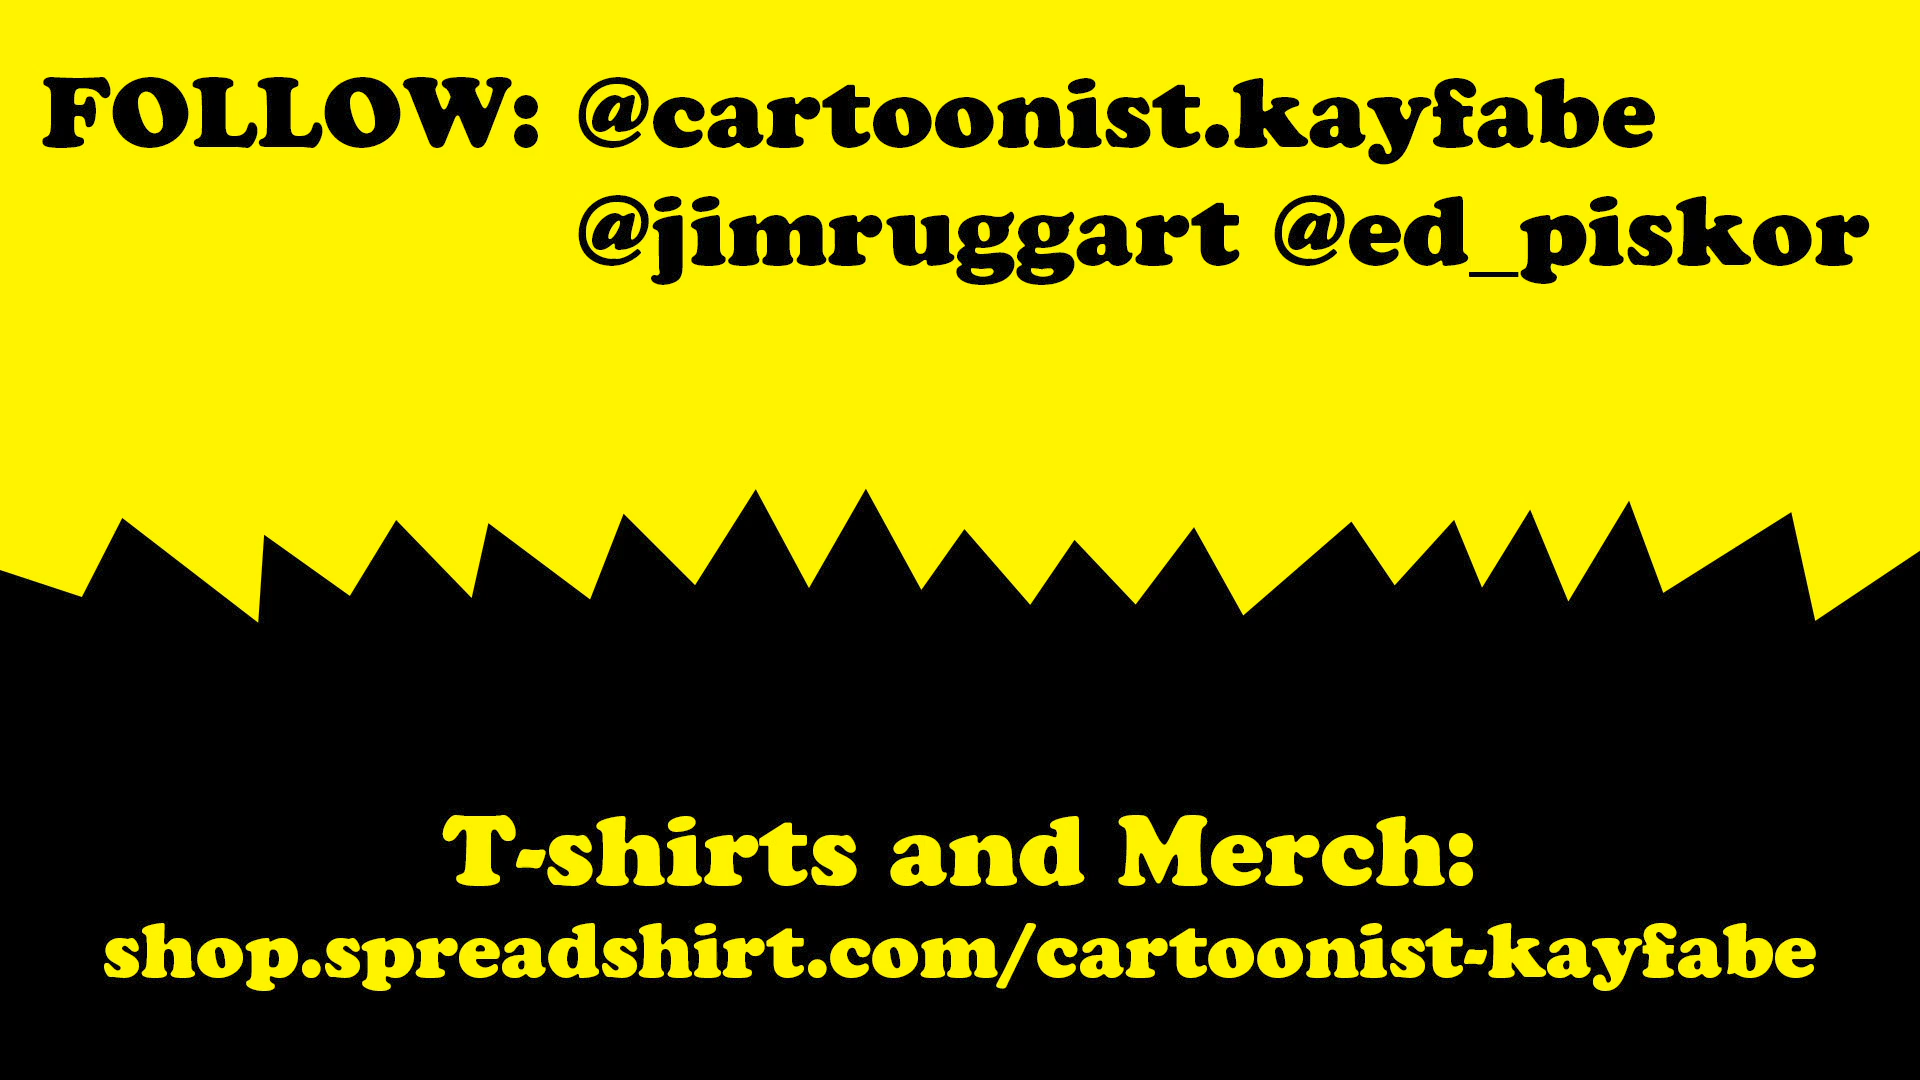 FOLLOW: @cartoonist.kayfabe
@jimruggart @ed_piskor
T-shirts and Merch:
shop.spreadshirt.com/cartoonist-kayfabe